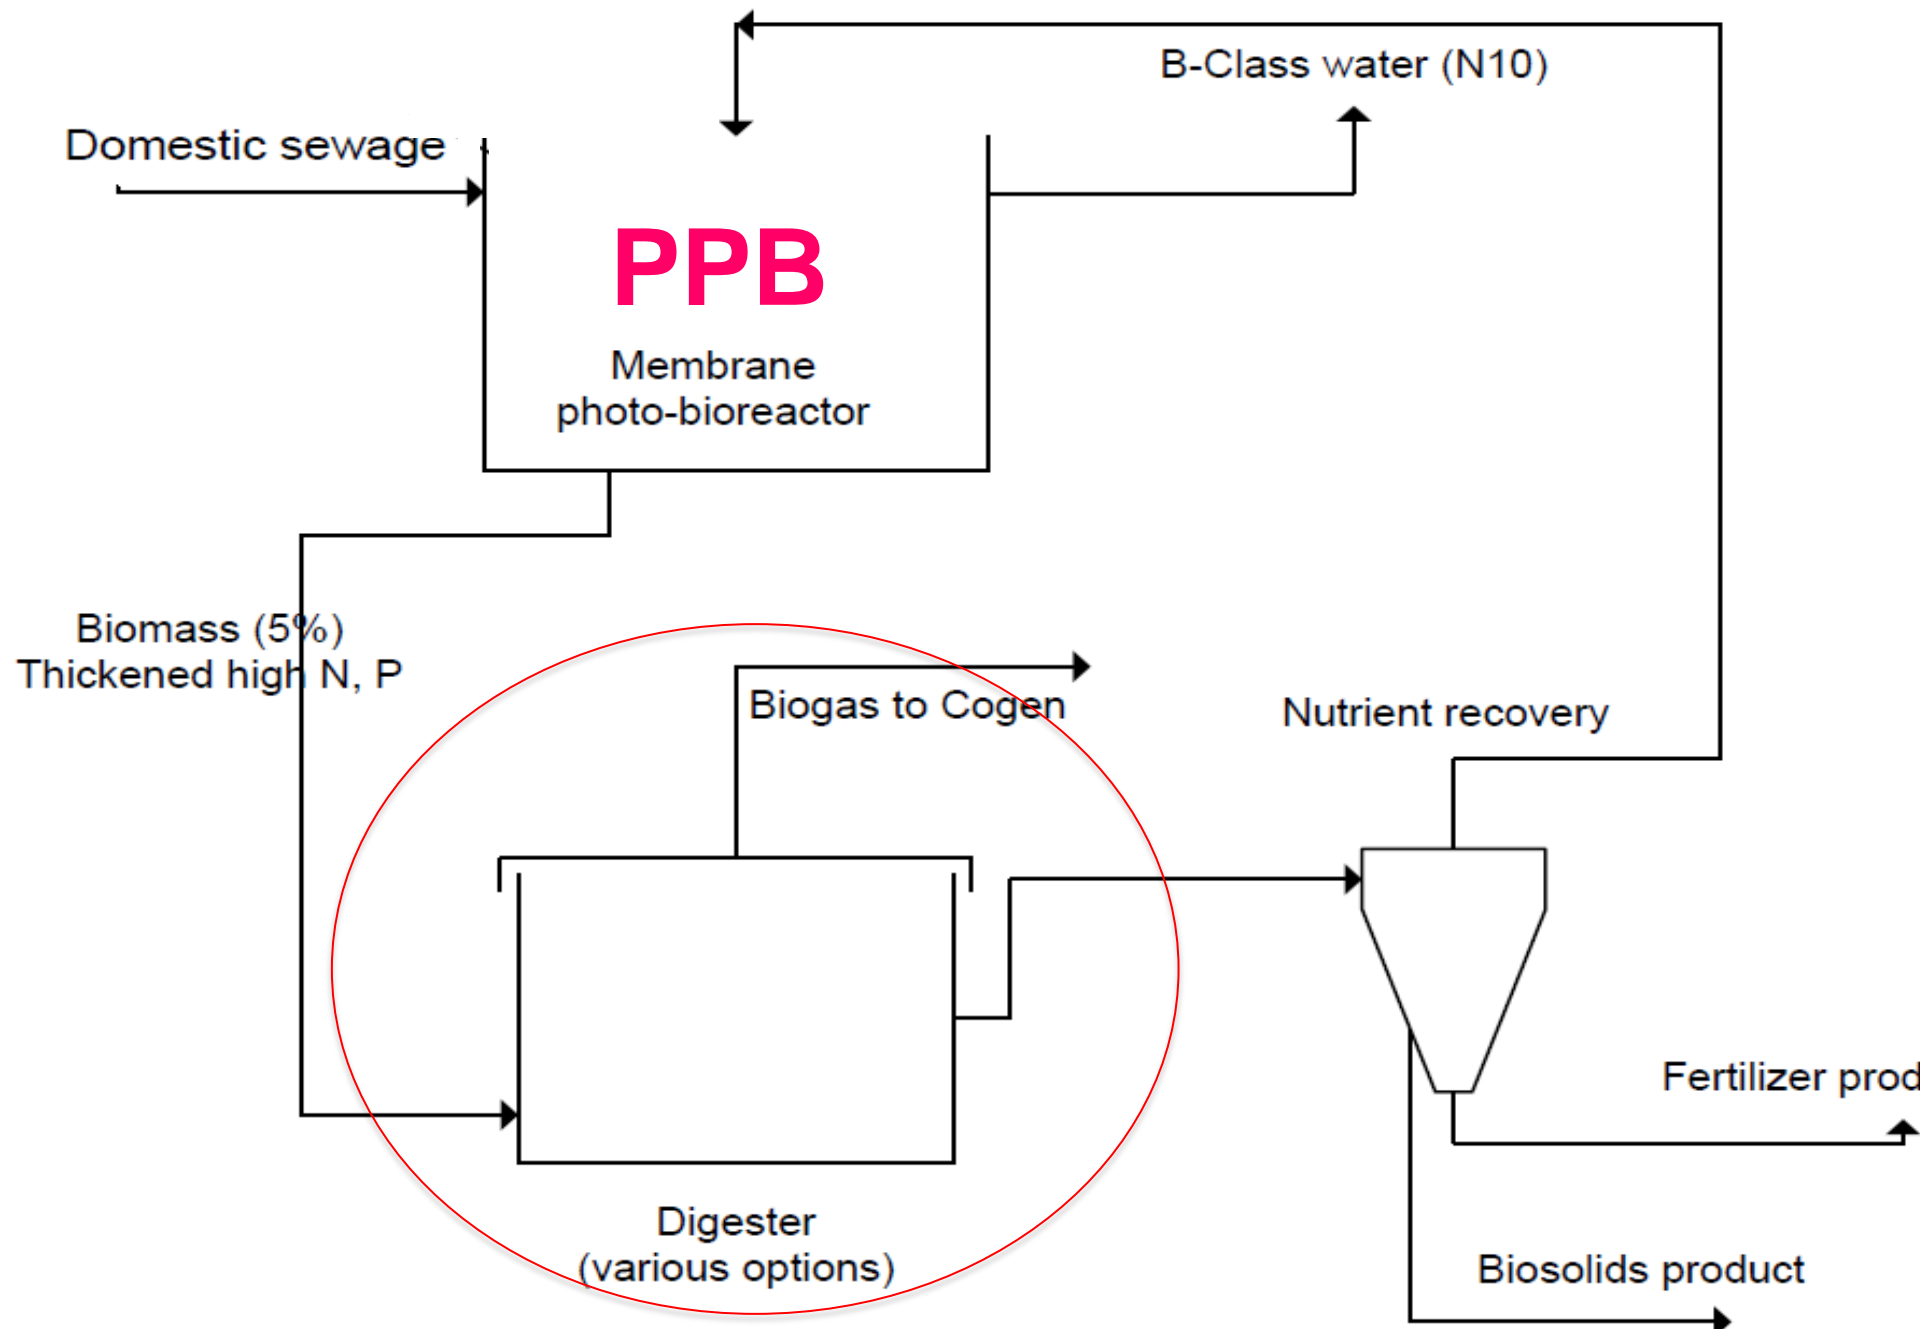 B-Class water (N10)
Domestic sewage
PPB
Membrane
photo-bioreactor
Biomass (5%)
Thickened high N, P
Biogas to Cogen
Nutrient recovery
Fertilizer prod
Digester
(various options)
Biosolids product